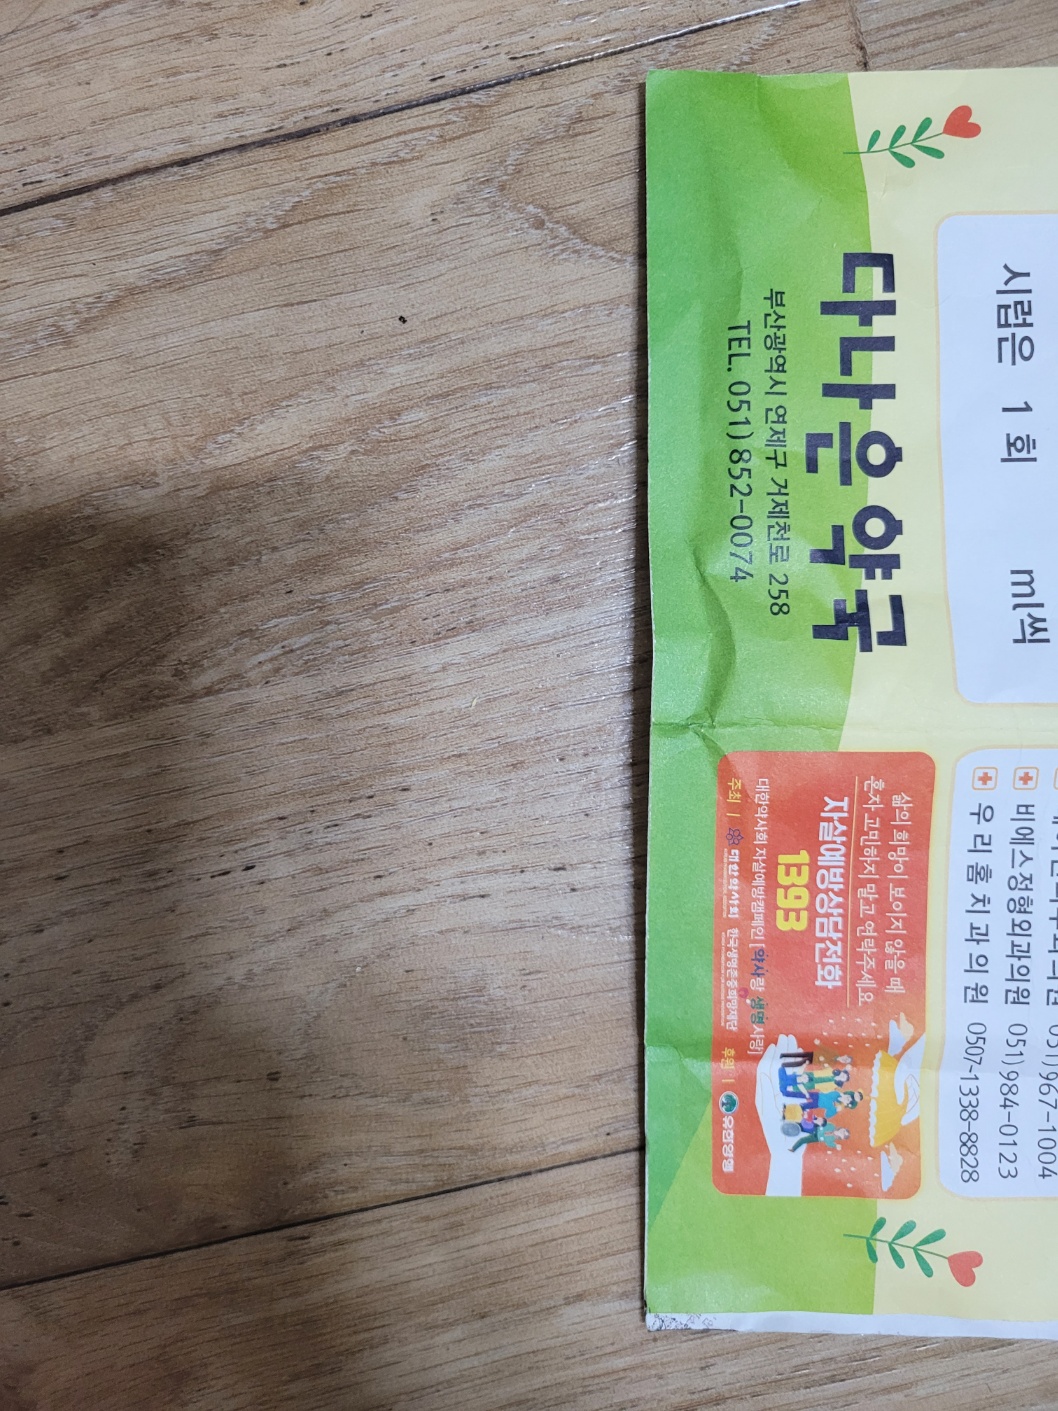 시럽은 1 회 ml씩
다나은약국
부산광역시 연제구 거제천로 258
TEL. 051)852-0074
051)967-1004
비에스정형외과의원 051)984-0123
우리홈치과의원 0507-1338-8828
삶의 희망이 보이지 않을 때
혼자 고민하지 말고 연락주세요
자살예방상담전화
1393
대한약사회 자살예방캠페인[약사랑 생명사랑]
주최 | 대한약사회 한국생명존중희망재단 후원 | 유한양행